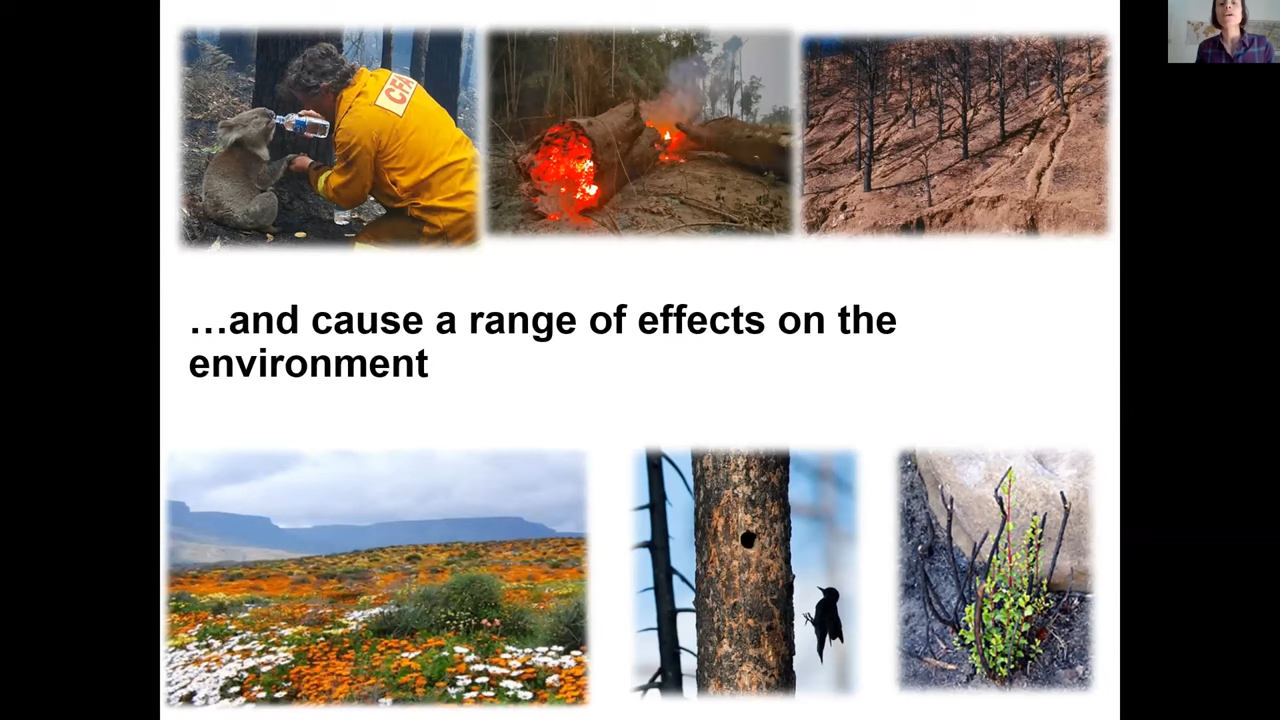 CFA
…and cause a range of effects on the
environment